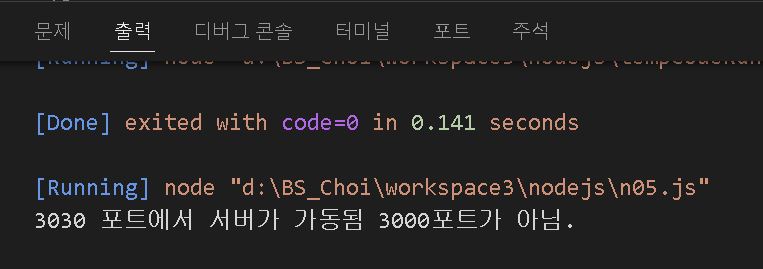 문제 출력 디버그 콘솔 터미널 포트 주석
[Running] node "d:\BS_Choi\workspace3\nodejs\tempCodeRun
[Done] exited with code=0 in 0.141 seconds
[Running] node "d:\BS_Choi\workspace3\nodejs\n05.js"
3030 포트에서 서버가 가동됨 3000포트가 아님.